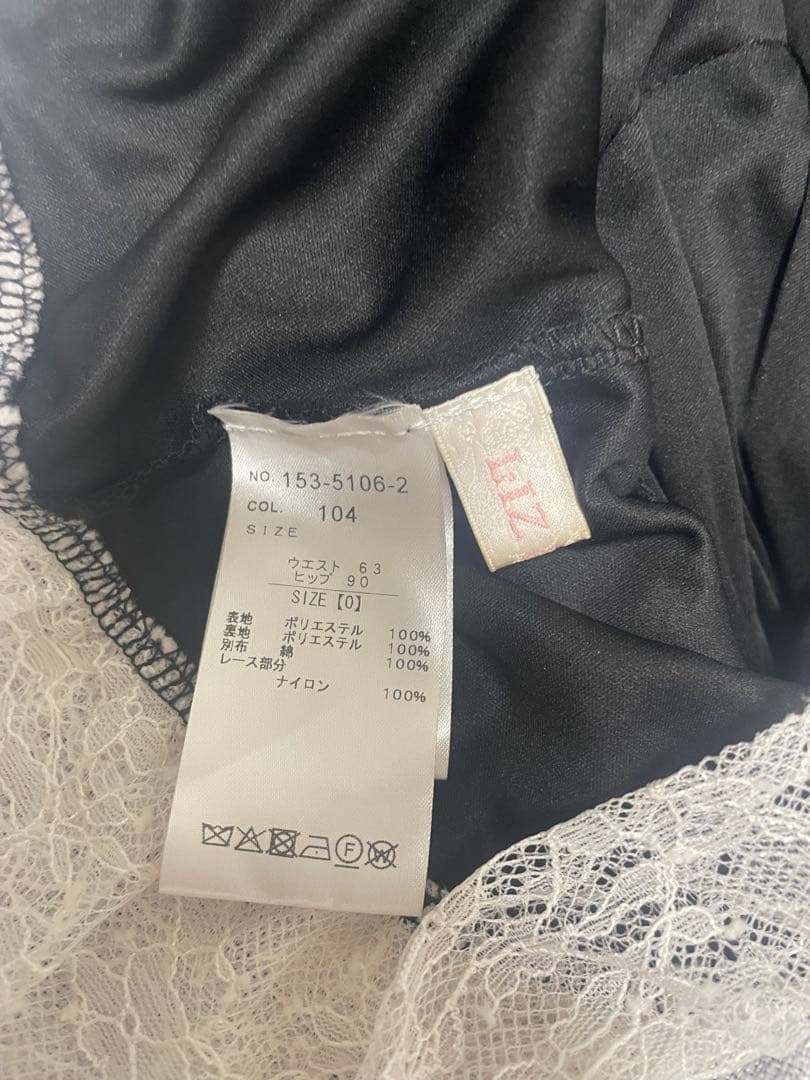 NO. 153-5106-2
COL. 104
SIZE
ウエスト 63
ヒップ 90
SIZE【0】
表地 ポリエステル 100%
裏地 ポリエステル 100%
別布 綿 100%
レース部分
ナイロン 100%
F
W
LIZ